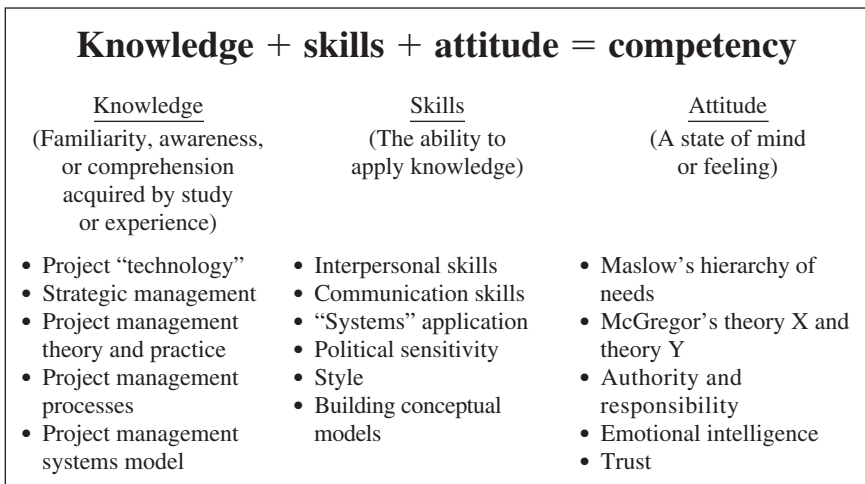 Knowledge + skills + attitude = competency
Knowledge
(Familiarity, awareness,
or comprehension
acquired by study
or experience)
• Project “technology”
• Strategic management
• Project management
theory and practice
• Project management
processes
• Project management
systems model
Skills
(The ability to
apply knowledge)
• Interpersonal skills
• Communication skills
• “Systems” application
• Political sensitivity
• Style
• Building conceptual
models
Attitude
(A state of mind
or feeling)
• Maslow’s hierarchy of
needs
• McGregor’s theory X and
theory Y
• Authority and
responsibility
• Emotional intelligence
• Trust